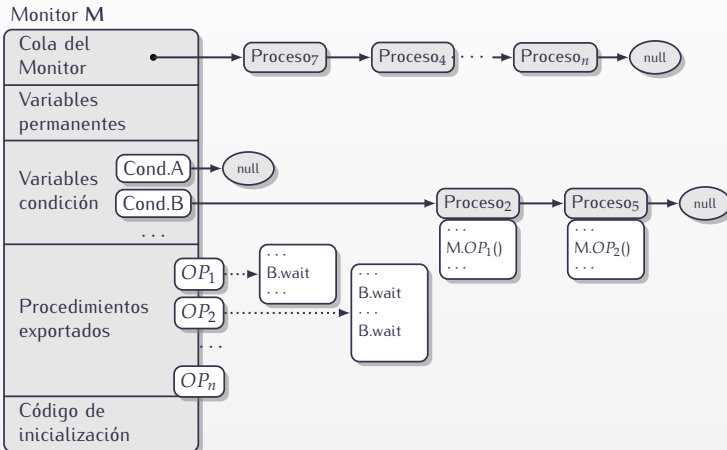 Monitor M
Cola del
Monitor
Proceso₇
Proceso₄
...
Procesoₙ
null
Variables
permanentes
Variables
condición
Cond.A
null
Cond.B
...
Proceso₂
Proceso₅
null
...
M.OP₁()
...
...
M.OP₂()
...
Procedimientos
exportados
OP₁
OP₂
...
OPₙ
...
B.wait
...
...
B.wait
...
B.wait
Código de
inicialización